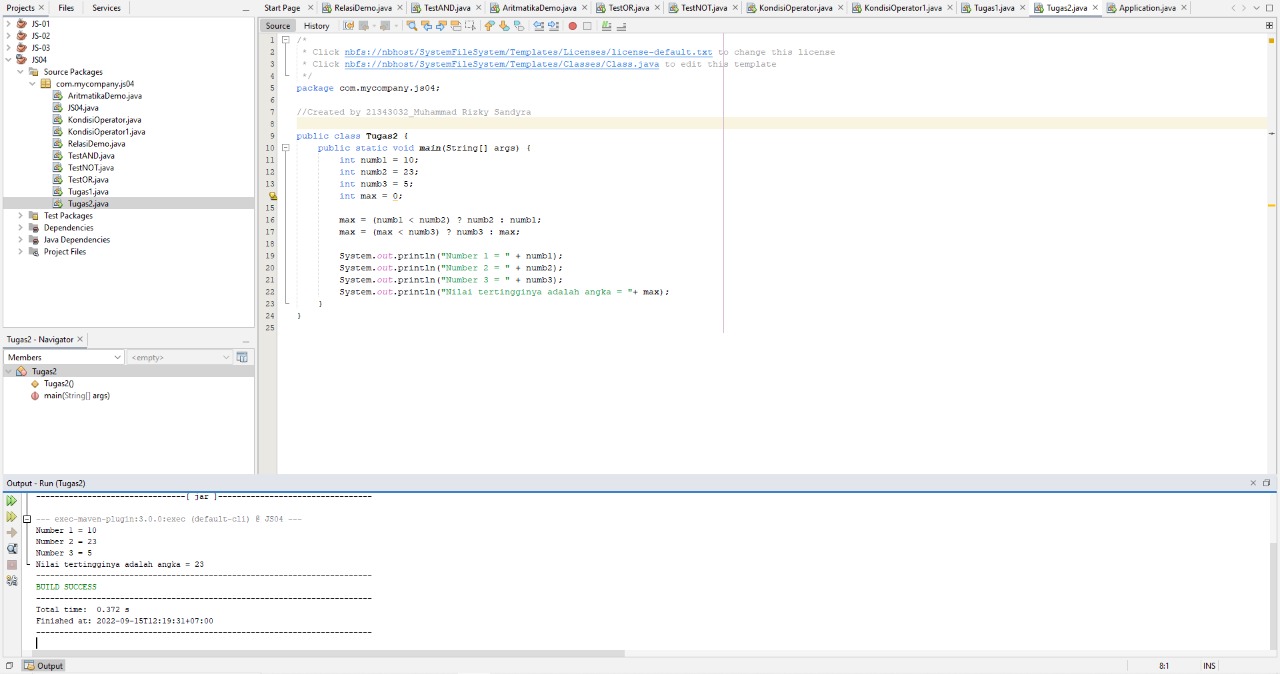 Projects Files Services
JS-01
JS-02
JS-03
JS04
Source Packages
com.mycompany.js04
AritmatikaDemo.java
JS04.java
KondisiOperator.java
KondisiOperator1.java
RelasiDemo.java
TestAND.java
TestNOT.java
TestOR.java
Tugas1.java
Tugas2.java
Test Packages
Dependencies
Java Dependencies
Project Files
Tugas2 - Navigator
Members <empty>
Tugas2
Tugas2()
main(String[] args)
Start Page RelasiDemo.java TestAND.java AritmatikaDemo.java TestOR.java TestNOT.java KondisiOperator.java KondisiOperator1.java Tugas1.java Tugas2.java Application.java
Source History
1 /*
2 * Click nbfs://nbhost/SystemFileSystem/Templates/Licenses/license-default.txt to change this license
3 * Click nbfs://nbhost/SystemFileSystem/Templates/Classes/Class.java to edit this template
4 */
5 package com.mycompany.js04;
6
7 //Created by 21343032_Muhammad Rizky Sandyra
8
9 public class Tugas2 {
10 public static void main(String[] args) {
11 int numb1 = 10;
12 int numb2 = 23;
13 int numb3 = 5;
int max = 0;
15
16 max = (numb1 < numb2) ? numb2 : numb1;
17 max = (max < numb3) ? numb3 : max;
18
19 System.out.println("Number 1 = " + numb1);
20 System.out.println("Number 2 = " + numb2);
21 System.out.println("Number 3 = " + numb3);
22 System.out.println("Nilai tertingginya adalah angka = "+ max);
23 }
24 }
25
Output - Run (Tugas2)
--------------------------------[ jar ]---------------------------------
--- exec-maven-plugin:3.0.0:exec (default-cli) @ JS04 ---
Number 1 = 10
Number 2 = 23
Number 3 = 5
Nilai tertingginya adalah angka = 23
------------------------------------------------------------------------
BUILD SUCCESS
------------------------------------------------------------------------
Total time: 0.372 s
Finished at: 2022-09-15T12:19:31+07:00
------------------------------------------------------------------------
Output
8:1 INS